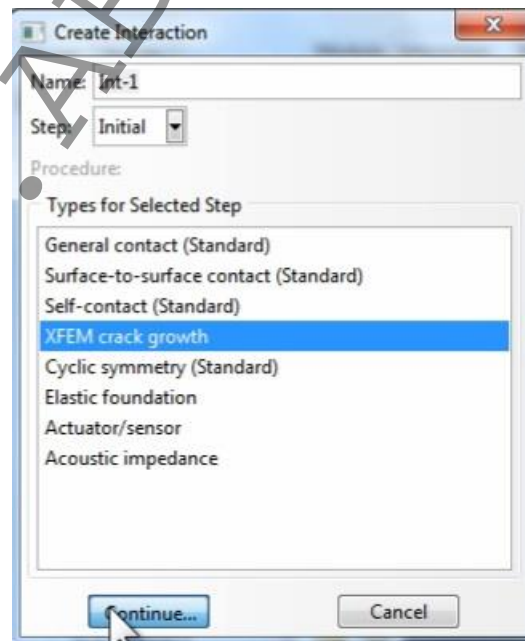 Create Interaction
Name: Int-1
Step: Initial
Procedure:
Types for Selected Step
General contact (Standard)
Surface-to-surface contact (Standard)
Self-contact (Standard)
XFEM crack growth
Cyclic symmetry (Standard)
Elastic foundation
Actuator/sensor
Acoustic impedance
Continue... Cancel